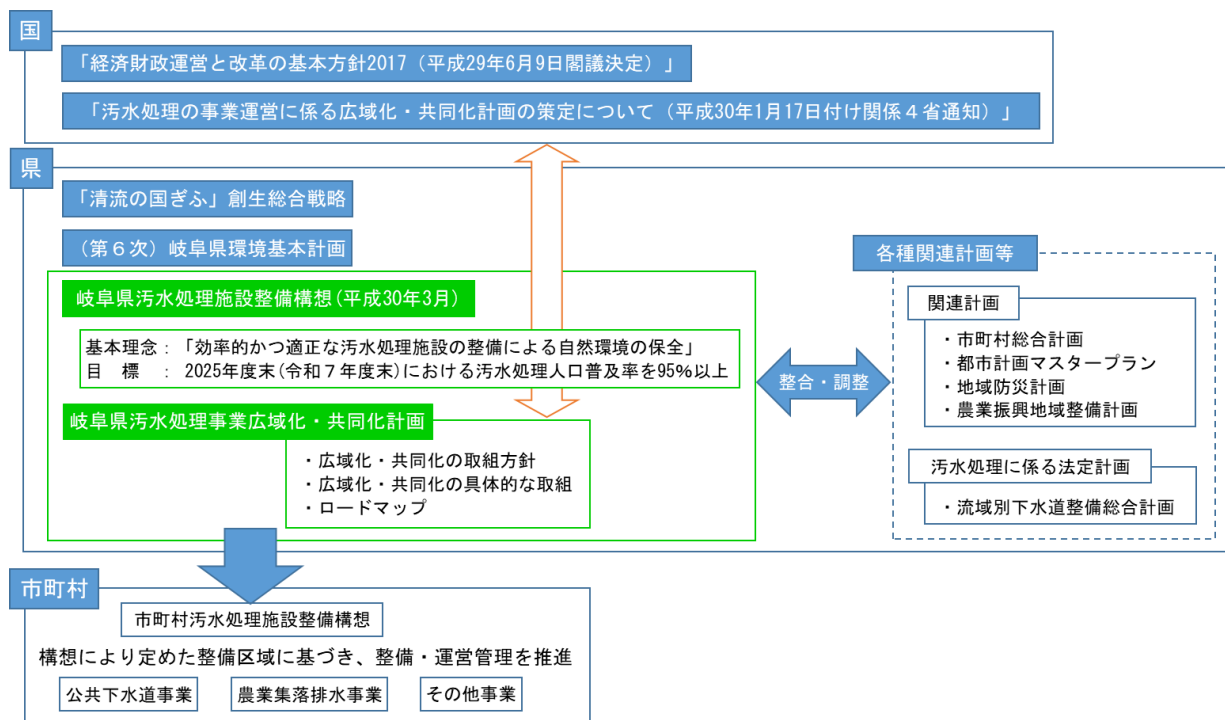 国
「経済財政運営と改革の基本方針2017（平成29年6月9日閣議決定）」
「汚水処理の事業運営に係る広域化・共同化計画の策定について（平成30年1月17日付け関係４省通知）」
県
「清流の国ぎふ」創生総合戦略
（第６次）岐阜県環境基本計画
岐阜県汚水処理施設整備構想(平成30年3月)
基本理念：「効率的かつ適正な汚水処理施設の整備による自然環境の保全」
目　標　：　2025年度末(令和７年度末)における汚水処理人口普及率を95%以上
岐阜県汚水処理事業広域化・共同化計画
・広域化・共同化の取組方針
・広域化・共同化の具体的な取組
・ロードマップ
整合・調整
各種関連計画等
関連計画
・市町村総合計画
・都市計画マスタープラン
・地域防災計画
・農業振興地域整備計画
汚水処理に係る法定計画
・流域別下水道整備総合計画
市町村
市町村汚水処理施設整備構想
構想により定めた整備区域に基づき、整備・運営管理を推進
公共下水道事業
農業集落排水事業
その他事業